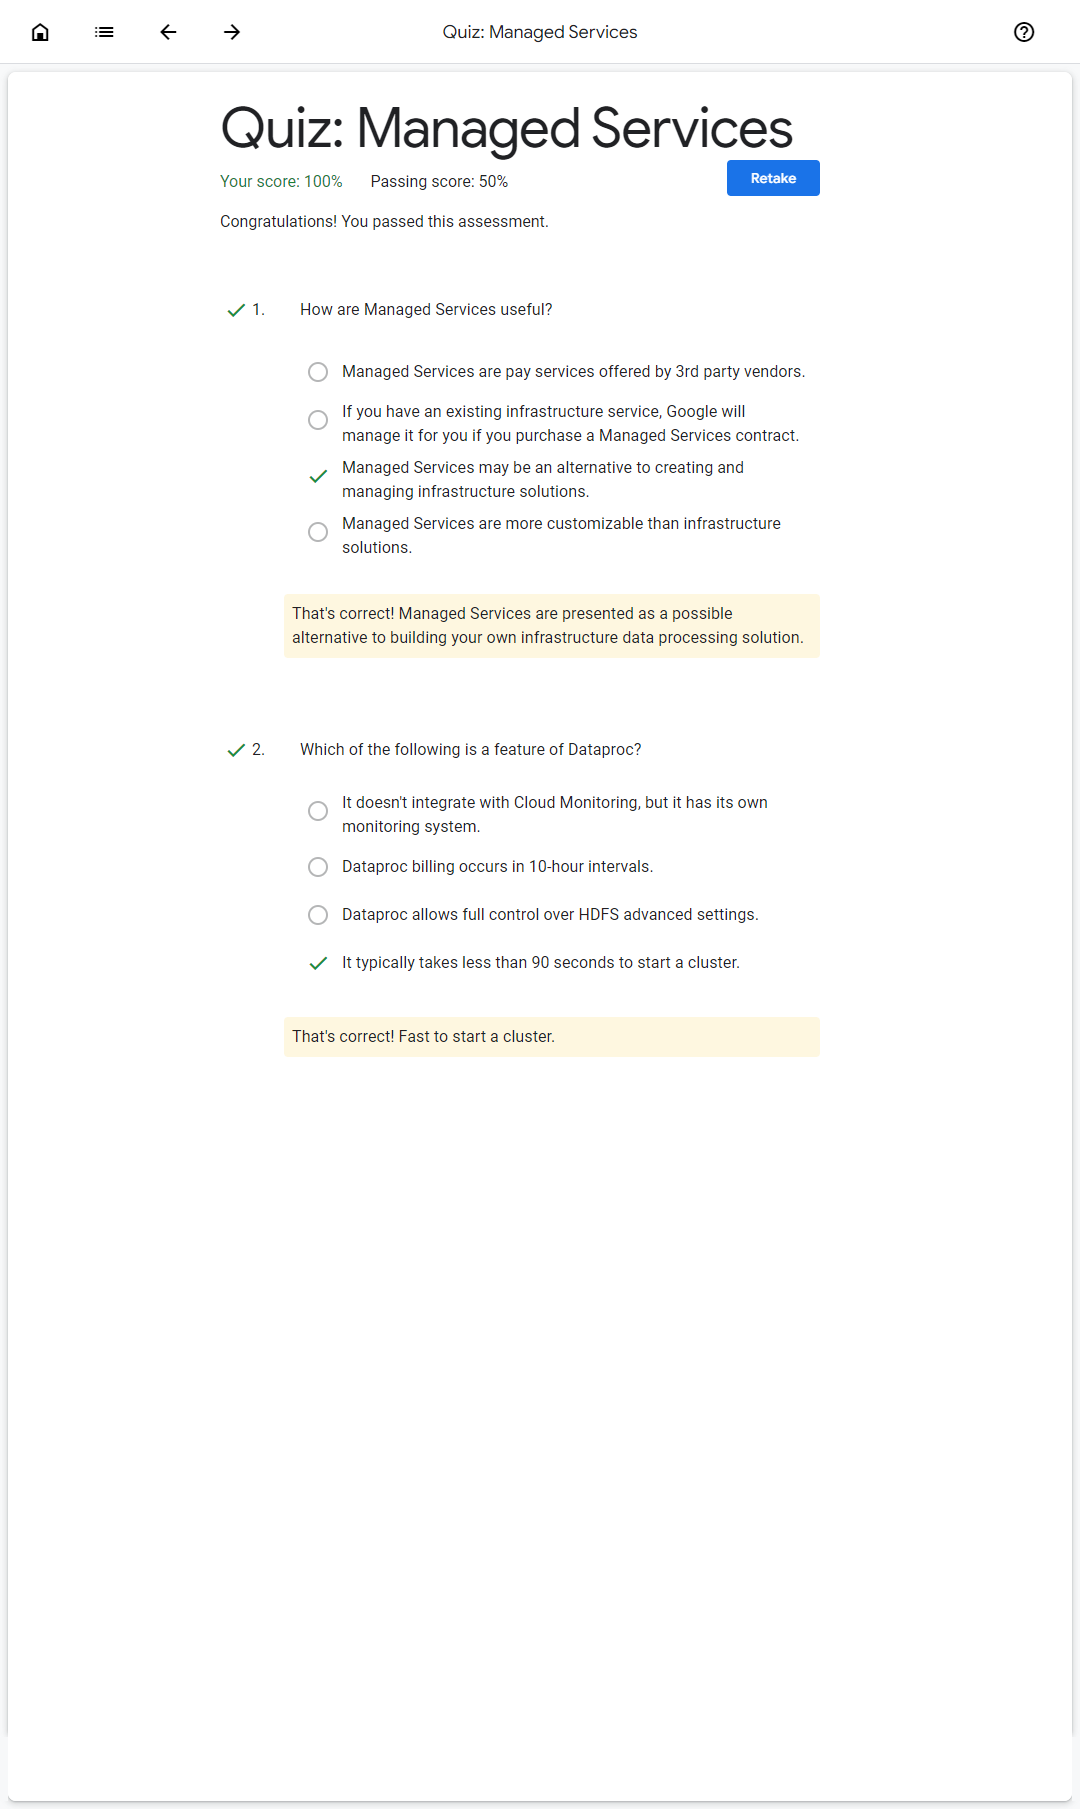 Quiz: Managed Services
Quiz: Managed Services
Your score: 100% Passing score: 50%
Retake
Congratulations! You passed this assessment.
1. How are Managed Services useful?
Managed Services are pay services offered by 3rd party vendors.
If you have an existing infrastructure service, Google will
manage it for you if you purchase a Managed Services contract.
Managed Services may be an alternative to creating and
managing infrastructure solutions.
Managed Services are more customizable than infrastructure
solutions.
That's correct! Managed Services are presented as a possible
alternative to building your own infrastructure data processing solution.
2. Which of the following is a feature of Dataproc?
It doesn't integrate with Cloud Monitoring, but it has its own
monitoring system.
Dataproc billing occurs in 10-hour intervals.
Dataproc allows full control over HDFS advanced settings.
It typically takes less than 90 seconds to start a cluster.
That's correct! Fast to start a cluster.